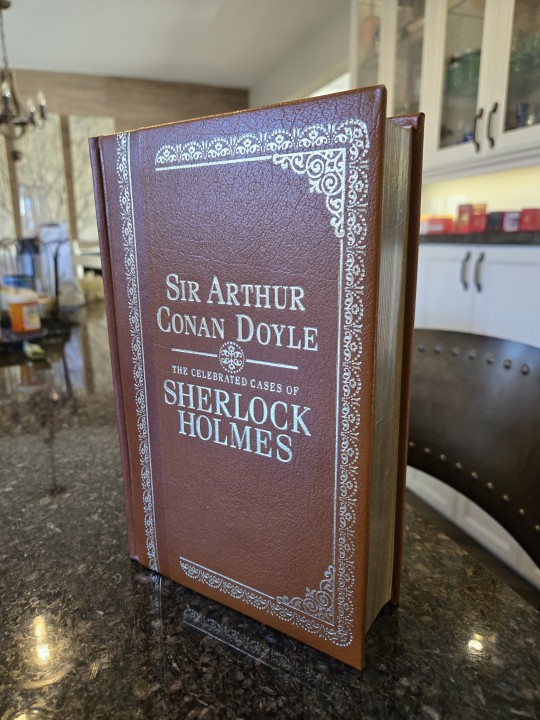 SIR ARTHUR
CONAN DOYLE
THE CELEBRATED CASES OF
SHERLOCK
HOLMES